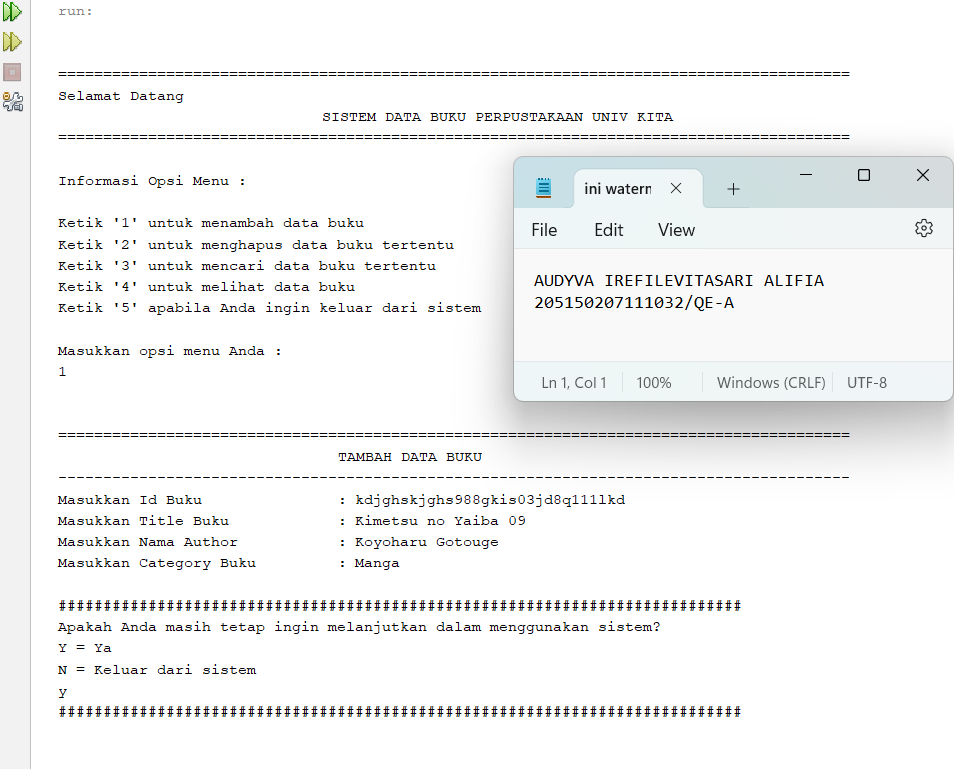 run:
=================================================================================
Selamat Datang
SISTEM DATA BUKU PERPUSTAKAAN UNIV KITA
=================================================================================
Informasi Opsi Menu :
Ketik '1' untuk menambah data buku
Ketik '2' untuk menghapus data buku tertentu
Ketik '3' untuk mencari data buku tertentu
Ketik '4' untuk melihat data buku
Ketik '5' apabila Anda ingin keluar dari sistem
Masukkan opsi menu Anda :
1
ini watern
File Edit View
AUDYVA IREFILEVITASARI ALIFIA
205150207111032/QE-A
Ln 1, Col 1 100% Windows (CRLF) UTF-8
========================================================================================
TAMBAH DATA BUKU
----------------------------------------------------------------------------------------
Masukkan Id Buku : kdjghskjghs988gkis03jd8q111lkd
Masukkan Title Buku : Kimetsu no Yaiba 09
Masukkan Nama Author : Koyoharu Gotouge
Masukkan Category Buku : Manga
############################################################################
Apakah Anda masih tetap ingin melanjutkan dalam menggunakan sistem?
Y = Ya
N = Keluar dari sistem
y
############################################################################